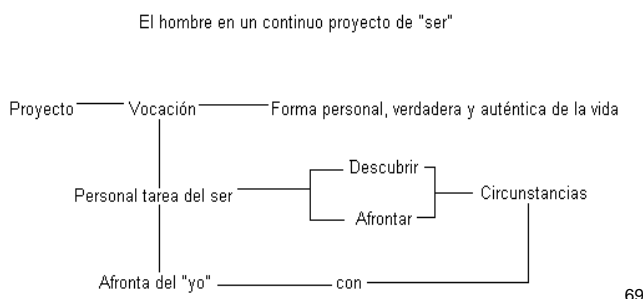 El hombre en un continuo proyecto de "ser"
Proyecto Vocación Forma personal, verdadera y auténtica de la vida
Descubrir
Personal tarea del ser Circunstancias
Afrontar
Afronta del "yo" con
69